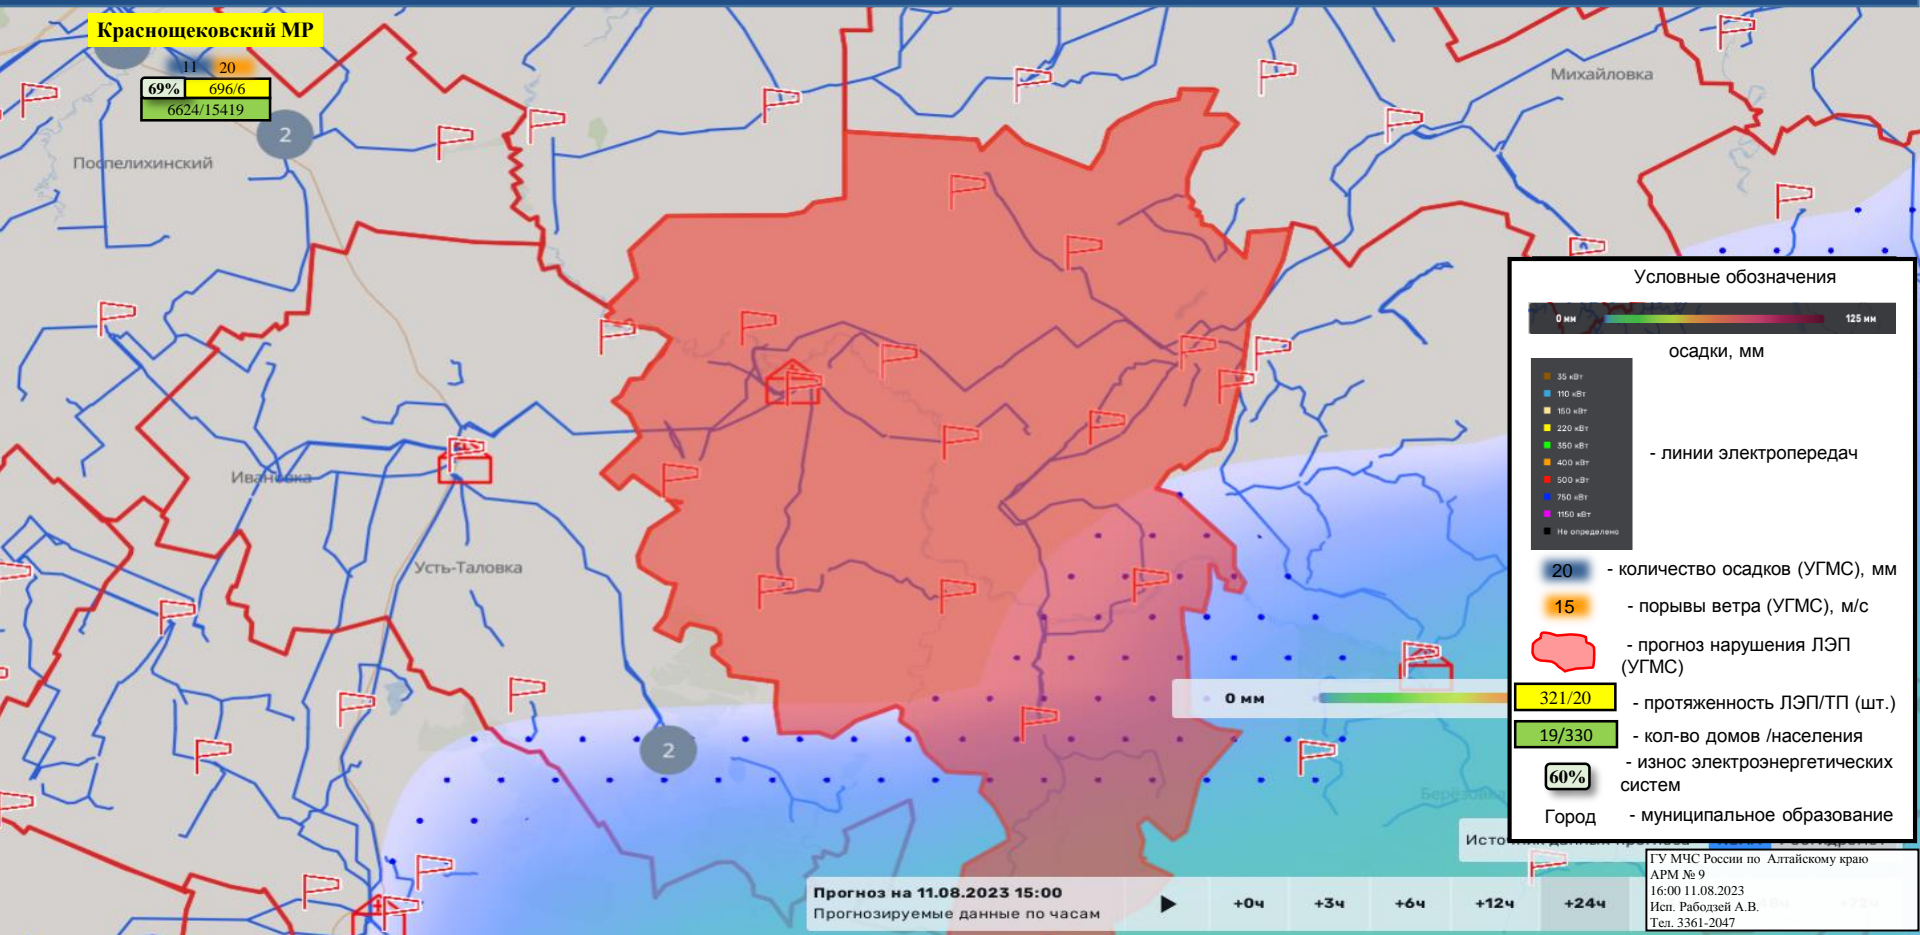 Краснощековский МР
11 20
69% 696/6
6624/15419
2
Поспелихинский
Михайловка
Ивановка
Усть-Таловка
2
Берёзовка
0 мм
Условные обозначения
0 мм 125 мм
осадки, мм
35 кВт
110 кВт
150 кВт
220 кВт
350 кВт
400 кВт
500 кВт
750 кВт
1150 кВт
Не определено
- линии электропередач
20 - количество осадков (УГМС), мм
15 - порывы ветра (УГМС), м/с
- прогноз нарушения ЛЭП
(УГМС)
321/20 - протяженность ЛЭП/ТП (шт.)
19/330 - кол-во домов /населения
60% - износ электроэнергетических
систем
Город - муниципальное образование
Прогноз на 11.08.2023 15:00
Прогнозируемые данные по часам
+0ч +3ч +6ч +12ч +24ч
ГУ МЧС России по Алтайскому краю
АРМ № 9
16:00 11.08.2023
Исп. Рабодзей А.В.
Тел. 3361-2047